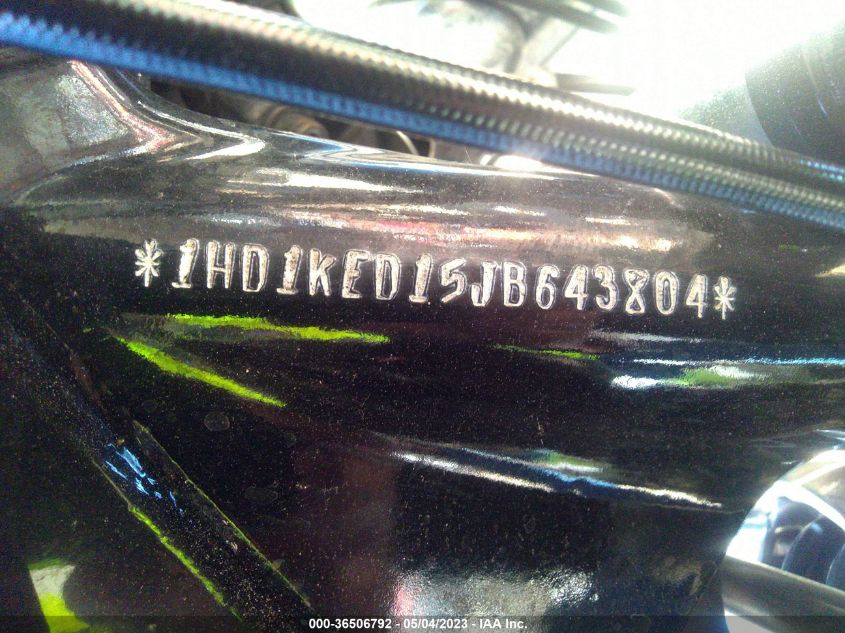 *1HD1KED15JB643804*
000-36506792 - 05/04/2023 - IAA Inc.